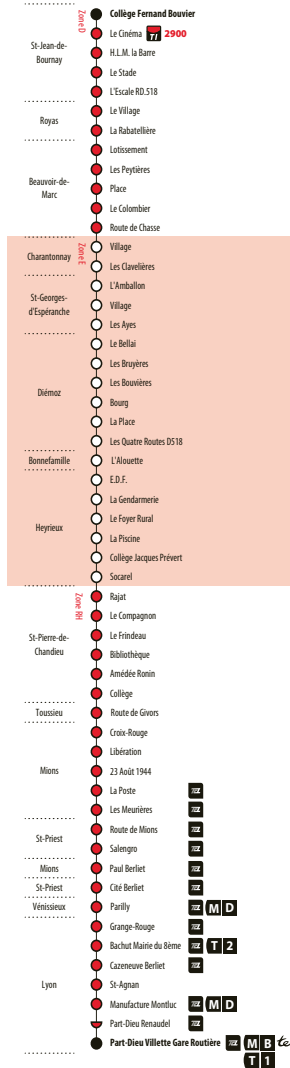 Zone D
Collège Fernand Bouvier
Le Cinéma TI 2900
St-Jean-de-
Bournay
H.L.M. la Barre
Le Stade
L'Escale RD.518
Royas
Le Village
La Rabatellière
Beauvoir-de-
Marc
Lotissement
Les Peytières
Place
Le Colombier
Route de Chasse
Zone E
Charantonnay
Village
Les Clavelières
St-Georges-
d'Espéranche
L'Amballon
Village
Les Ayes
Diémoz
Le Bellai
Les Bruyères
Les Bouvières
Bourg
La Place
Les Quatre Routes D518
Bonnefamille
L'Alouette
Heyrieux
E.D.F.
La Gendarmerie
Le Foyer Rural
La Piscine
Collège Jacques Prévert
Socarel
Zone RH
St-Pierre-de-
Chandieu
Rajat
Le Compagnon
Le Frindeau
Bibliothèque
Amédée Ronin
Collège
Toussieu
Route de Givors
Mions
Croix-Rouge
Libération
23 Août 1944
La Poste
Les Meurières
St-Priest
Route de Mions
Salengro
Mions
Paul Berliet
St-Priest
Cité Berliet
Vénissieux
Parilly M D
Lyon
Grange-Rouge
Bachut Mairie du 8ème T 2
Cazeneuve Berliet
St-Agnan
Manufacture Montluc M D
Part-Dieu Renaudel
Part-Dieu Villette Gare Routière M B
T 1